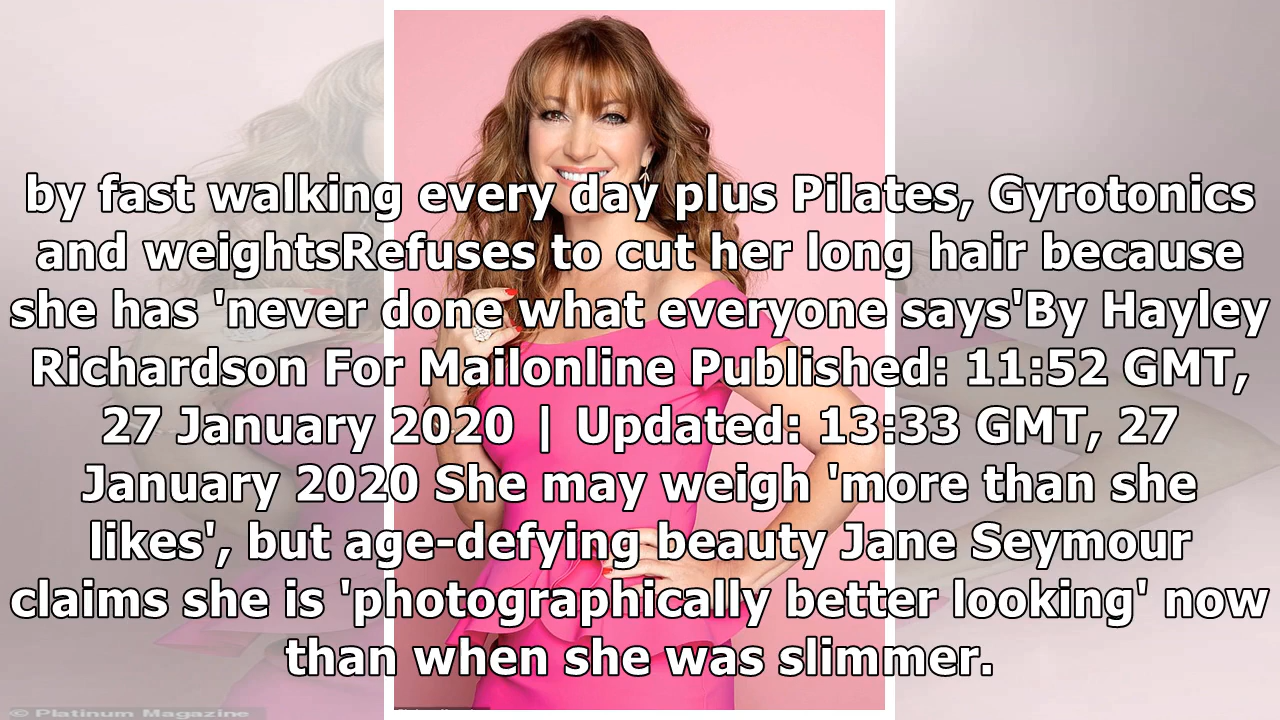 by fast walking every day plus Pilates, Gyrotonics
and weightsRefuses to cut her long hair because
she has 'never done what everyone says'By Hayley
Richardson For Mailonline Published: 11:52 GMT,
27 January 2020 | Updated: 13:33 GMT, 27
January 2020 She may weigh 'more than she
likes', but age-defying beauty Jane Seymour
claims she is 'photographically better looking' now
than when she was slimmer.
© Platinum Magazine